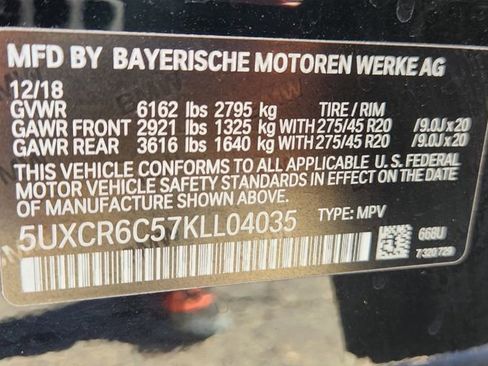 MFD BY BAYERISCHE MOTOREN WERKE AG
12/18
GVWR 6162 lbs 2795 kg TIRE / RIM
GAWR FRONT 2921 lbs 1325 kg WITH 275/45 R20 /9.0J x 20
GAWR REAR 3616 lbs 1640 kg WITH 275/45 R20 /9.0J x 20
THIS VEHICLE CONFORMS TO ALL APPLICABLE U.S. FEDERAL
MOTOR VEHICLE SAFETY STANDARDS IN EFFECT ON THE DATE
OF MANUFACTURE SHOWN ABOVE.
5UXCR6C57KLL04035 TYPE: MPV
668U
7 320 729